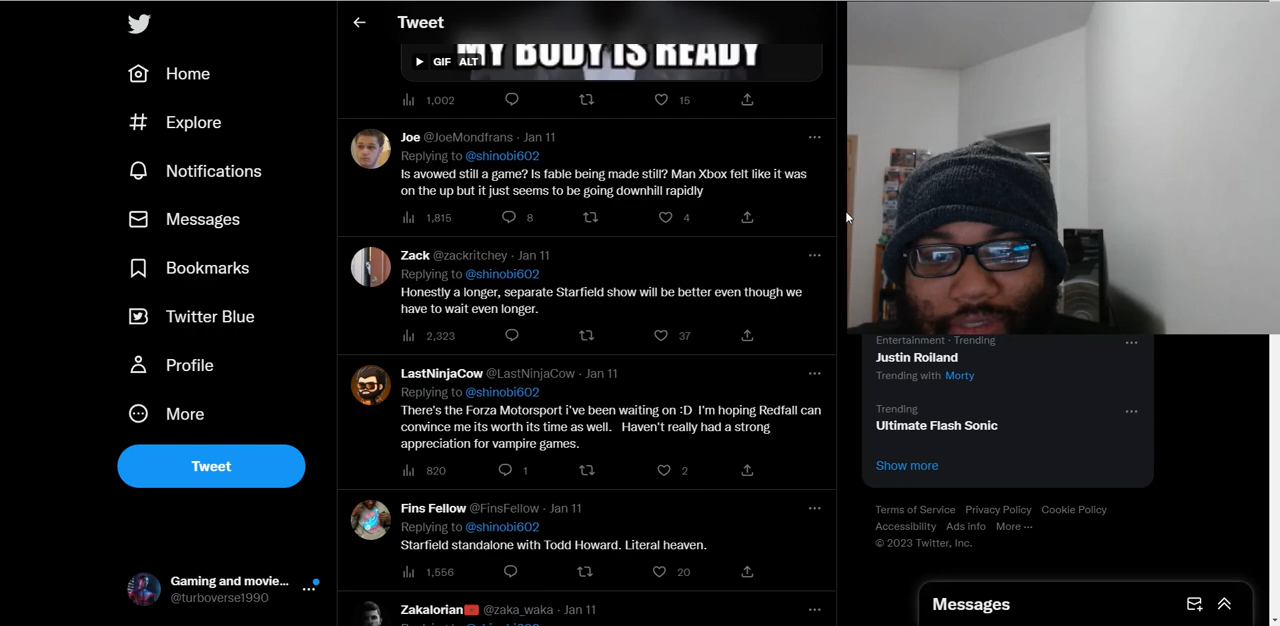 Home
Explore
Notifications
Messages
Bookmarks
Twitter Blue
Profile
More
Tweet
Gaming and movie...
@turboverse1990
Tweet
MY BODY IS READY
GIF ALT
1,002 15
Joe @JoeMondfrans · Jan 11
Replying to @shinobi602
Is avowed still a game? Is fable being made still? Man Xbox felt like it was
on the up but it just seems to be going downhill rapidly
1,815 8 4
Zack @zackritchey · Jan 11
Replying to @shinobi602
Honestly a longer, separate Starfield show will be better even though we
have to wait even longer.
2,323 37
LastNinjaCow @LastNinjaCow · Jan 11
Replying to @shinobi602
There's the Forza Motorsport i've been waiting on :D I'm hoping Redfall can
convince me its worth its time as well. Haven't really had a strong
appreciation for vampire games.
820 1 2
Fins Fellow @FinsFellow · Jan 11
Replying to @shinobi602
Starfield standalone with Todd Howard. Literal heaven.
1,556 20
Zakalorian @zaka_waka · Jan 11
Replying to @shinobi602
Entertainment · Trending
Justin Roiland
Trending with Morty
Trending
Ultimate Flash Sonic
Show more
Terms of Service Privacy Policy Cookie Policy
Accessibility Ads info More ...
© 2023 Twitter, Inc.
Messages